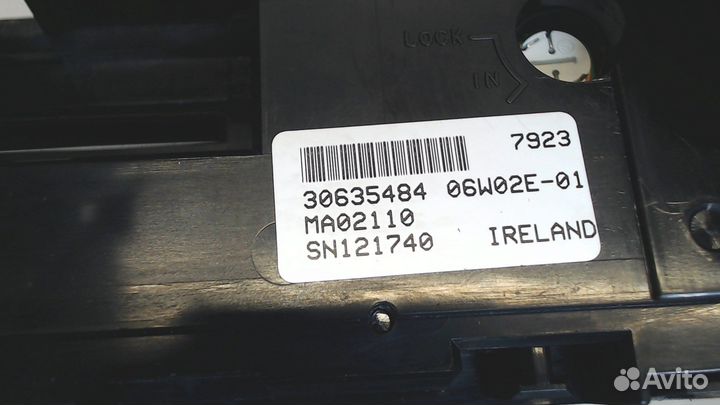 LOCK
IN
7923
30635484 06W02E-01
MA02110
SN121740 IRELAND
Avito